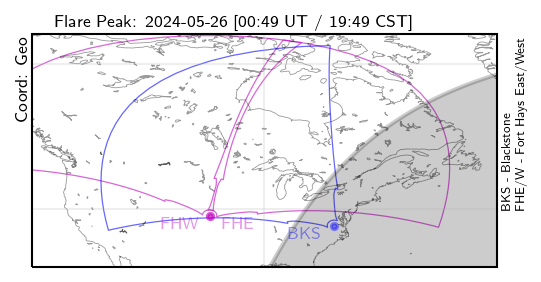 Flare Peak: 2024-05-26 [00:49 UT / 19:49 CST]
Coord: Geo
FHW
FHE
BKS
BKS - Blackstone
FHE/W - Fort Hays East/West